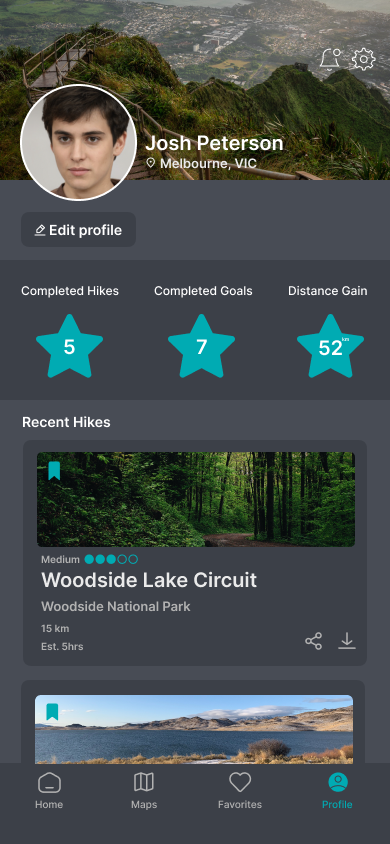 Josh Peterson
Melbourne, VIC
Edit profile
Completed Hikes
Completed Goals
Distance Gain
5
7
52 km
Recent Hikes
Medium
Woodside Lake Circuit
Woodside National Park
15 km
Est. 5hrs
Home
Maps
Favorites
Profile